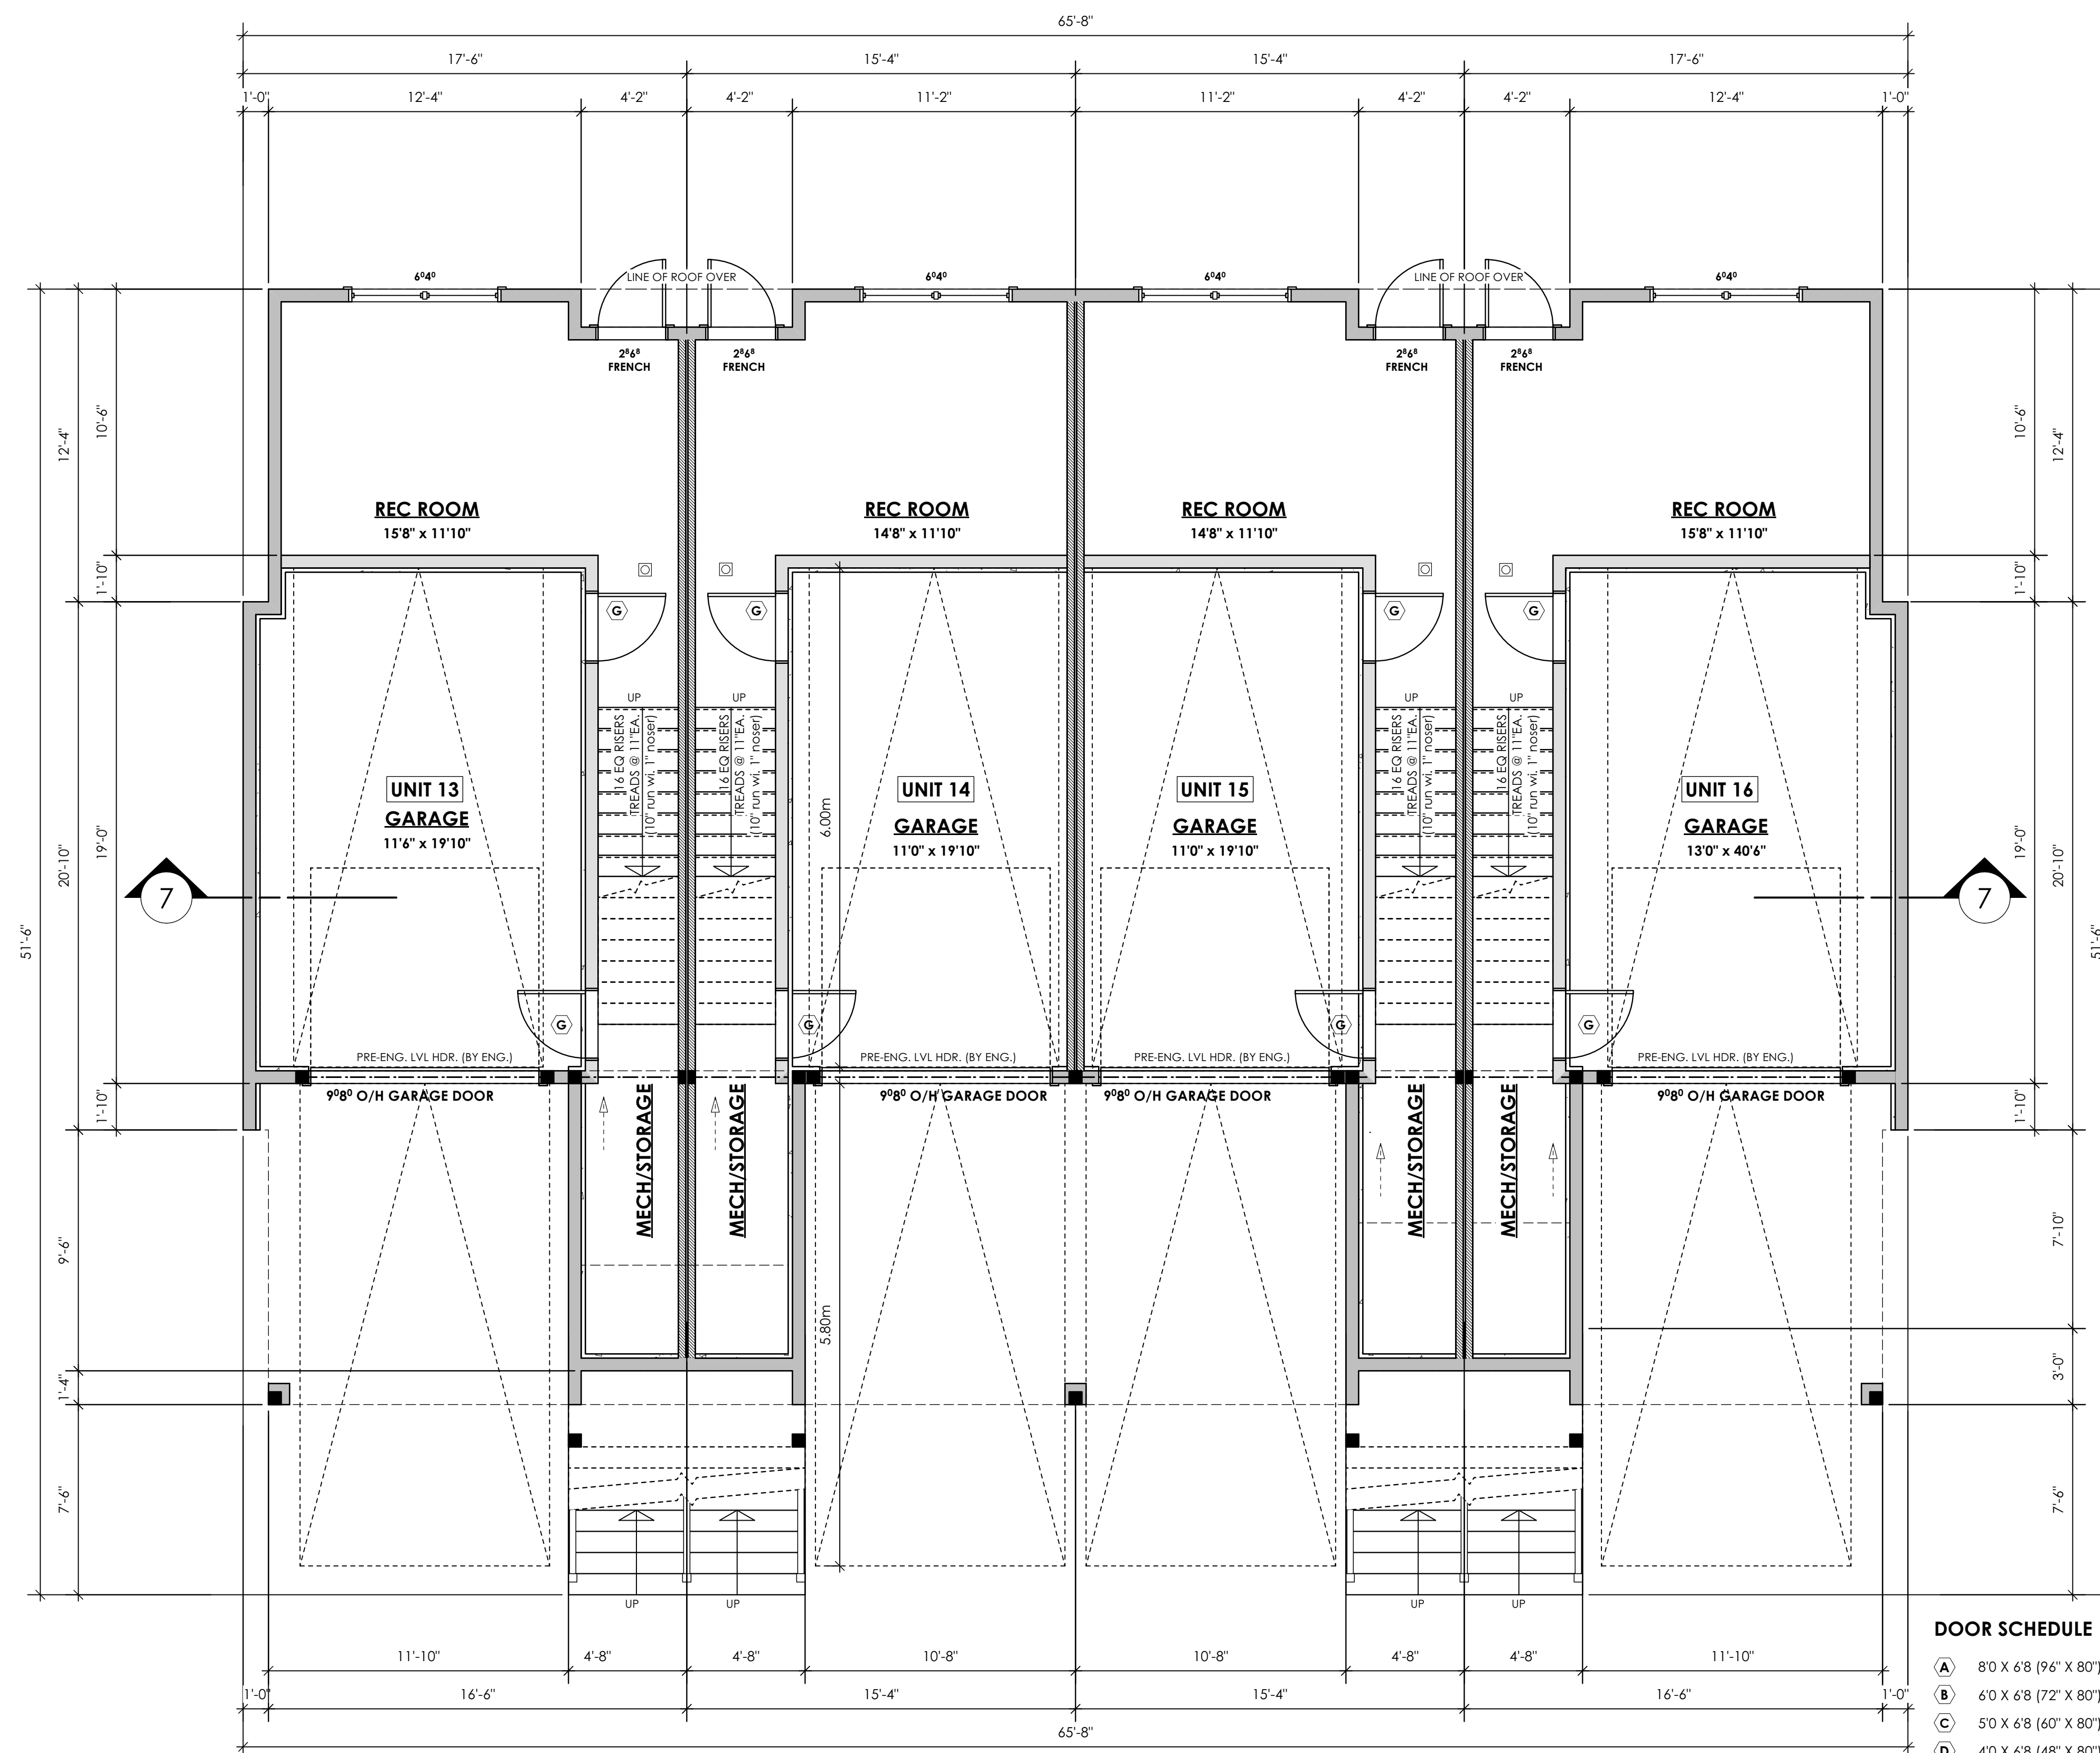 65'-8"
17'-6" 15'-4" 15'-4" 17'-6"
1'-0" 12'-4" 4'-2" 4'-2" 11'-2" 11'-2" 4'-2" 4'-2" 12'-4" 1'-0"
6⁰4⁰ LINE OF ROOF OVER 6⁰4⁰ 6⁰4⁰ LINE OF ROOF OVER 6⁰4⁰
2⁸6⁸ 2⁸6⁸ 2⁸6⁸ 2⁸6⁸
FRENCH FRENCH FRENCH FRENCH
12'-4" 10'-6" 10'-6" 12'-4"
REC ROOM REC ROOM REC ROOM REC ROOM
15'8" x 11'10" 14'8" x 11'10" 14'8" x 11'10" 15'8" x 11'10"
1'-10" 1'-10"
G G G G
UP UP UP UP
16 EQ RISERS
TREADS @ 11"EA.
(10" run wi. 1" noser)
16 EQ RISERS
TREADS @ 11"EA.
(10" run wi. 1" noser)
16 EQ RISERS
TREADS @ 11"EA.
(10" run wi. 1" noser)
16 EQ RISERS
TREADS @ 11"EA.
(10" run wi. 1" noser)
6.00m
UNIT 13 UNIT 14 UNIT 15 UNIT 16
GARAGE GARAGE GARAGE GARAGE
11'6" x 19'10" 11'0" x 19'10" 11'0" x 19'10" 13'0" x 40'6"
20'-10" 19'-0" 19'-0" 20'-10"
7 7
51'-6" 51'-6"
G G G G
PRE-ENG. LVL HDR. (BY ENG.) PRE-ENG. LVL HDR. (BY ENG.) PRE-ENG. LVL HDR. (BY ENG.) PRE-ENG. LVL HDR. (BY ENG.)
9⁰8⁰ O/H GARAGE DOOR 9⁰8⁰ O/H GARAGE DOOR 9⁰8⁰ O/H GARAGE DOOR 9⁰8⁰ O/H GARAGE DOOR
1'-10" 1'-10"
MECH/STORAGE MECH/STORAGE MECH/STORAGE MECH/STORAGE
9'-6" 7'-10"
5.80m
1'-4" 3'-0"
7'-6" 7'-6"
UP UP UP UP
11'-10" 4'-8" 4'-8" 10'-8" 10'-8" 4'-8" 4'-8" 11'-10"
1'-0" 16'-6" 15'-4" 15'-4" 16'-6" 1'-0"
65'-8"
DOOR SCHEDULE
A 8'0 X 6'8 (96" X 80")
B 6'0 X 6'8 (72" X 80")
C 5'0 X 6'8 (60" X 80")
D 4'0 X 6'8 (48" X 80")